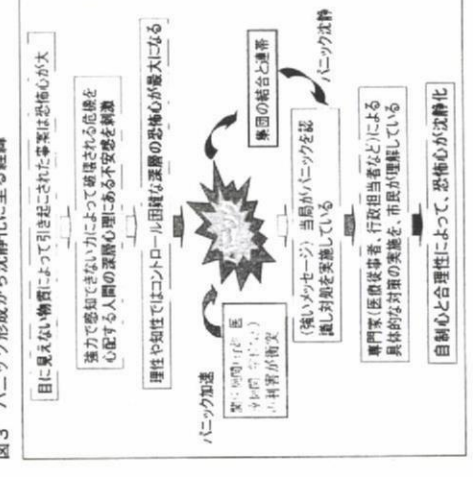 図3 パニック形成から沈静化に至る経緯
目に見えない物質によって引き起こされた事案は恐怖心が大
強力で感知できない力によって破壊される危機を
心配する人間の深層心理にある不安感を刺激
理性や知性ではコントロール困難な深層の恐怖心が最大になる
パニック加速
利害が衝突
集団の結合と連帯
パニック沈静
(強いメッセージ) 当局がパニックを認
識し対処を実施している
専門家(医療従事者、行政担当者など)による
具体的な対策の実施を、市民が理解している
自制心と合理性によって、恐怖心が沈静化